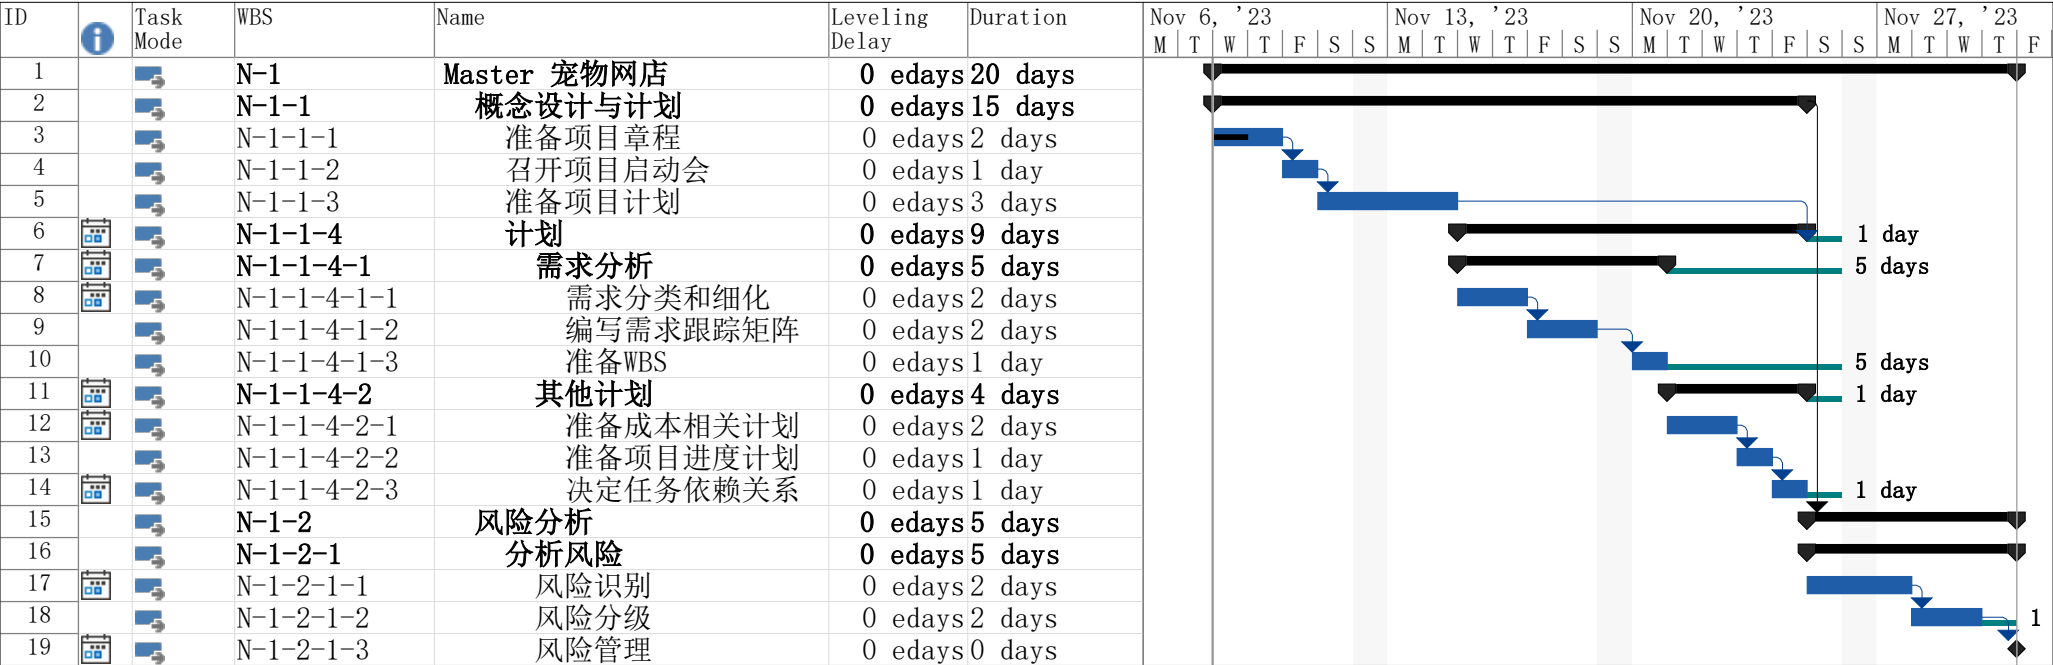 ID Task Mode WBS Name Leveling Delay Duration Nov 6, '23 Nov 13, '23 Nov 20, '23 Nov 27, '23
M T W T F S S M T W T F S S M T W T F S S M T W T F
1 N-1 Master 宠物网店 0 edays 20 days
2 N-1-1 概念设计与计划 0 edays 15 days
3 N-1-1-1 准备项目章程 0 edays 2 days
4 N-1-1-2 召开项目启动会 0 edays 1 day
5 N-1-1-3 准备项目计划 0 edays 3 days
6 N-1-1-4 计划 0 edays 9 days 1 day
7 N-1-1-4-1 需求分析 0 edays 5 days 5 days
8 N-1-1-4-1-1 需求分类和细化 0 edays 2 days
9 N-1-1-4-1-2 编写需求跟踪矩阵 0 edays 2 days
10 N-1-1-4-1-3 准备WBS 0 edays 1 day 5 days
11 N-1-1-4-2 其他计划 0 edays 4 days 1 day
12 N-1-1-4-2-1 准备成本相关计划 0 edays 2 days
13 N-1-1-4-2-2 准备项目进度计划 0 edays 1 day
14 N-1-1-4-2-3 决定任务依赖关系 0 edays 1 day 1 day
15 N-1-2 风险分析 0 edays 5 days
16 N-1-2-1 分析风险 0 edays 5 days
17 N-1-2-1-1 风险识别 0 edays 2 days
18 N-1-2-1-2 风险分级 0 edays 2 days 1
19 N-1-2-1-3 风险管理 0 edays 0 days